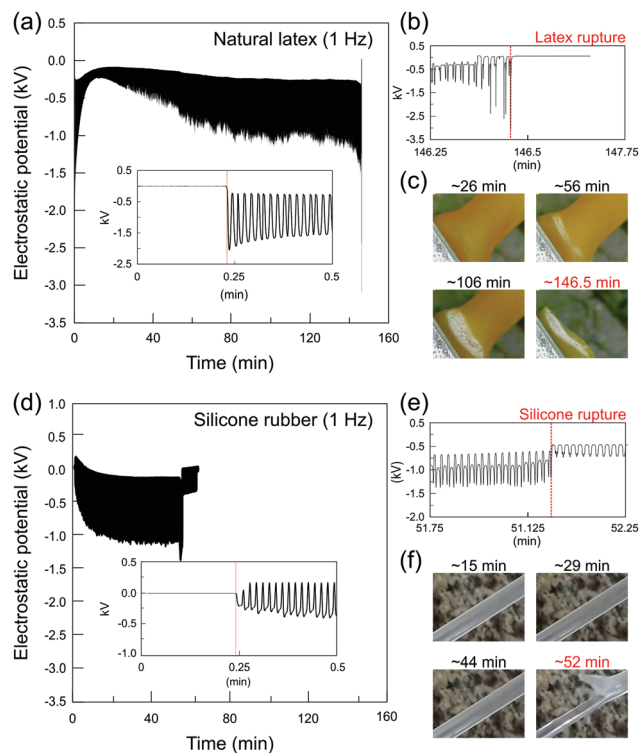 (a)
Natural latex (1 Hz)
Electrostatic potential (kV)
0.5
0.0
-0.5
-1.0
-1.5
-2.0
-2.5
-3.0
-3.5
0 40 80 120 160
Time (min)
kV
0.5
-0.5
-1.5
-2.5
0 0.25 0.5
(min)
(b)
Latex rupture
kV
0.5
-0.5
-1.5
-2.5
-3.5
146.25 146.5 147.75
(min)
(c)
~26 min ~56 min
~106 min ~146.5 min
(d)
Silicone rubber (1 Hz)
Electrostatic potential (kV)
1.0
0.5
0.0
-0.5
-1.0
-1.5
-2.0
-2.5
-3.0
-3.5
0 40 80 120 160
Time (min)
kV
0.5
0.0
-0.5
-1.0
0 0.25 0.5
(min)
(e)
Silicone rupture
(kV)
0.0
-0.5
-1.0
-1.5
-2.0
51.75 51.125 52.25
(min)
(f)
~15 min ~29 min
~44 min ~52 min